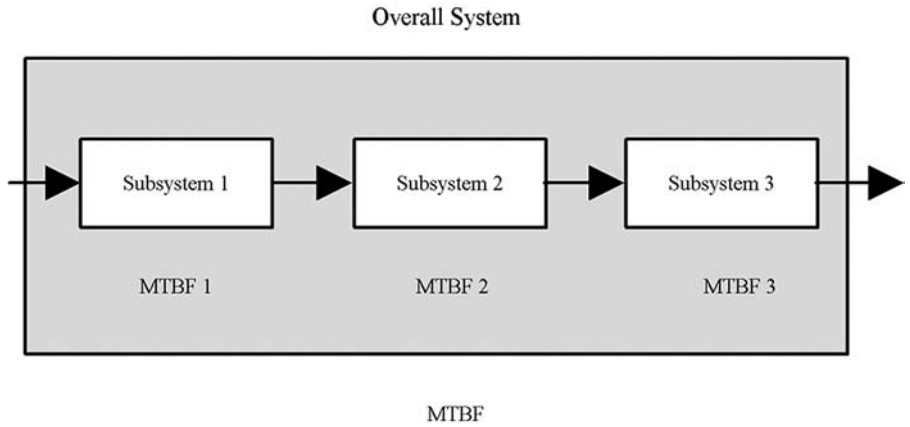 Overall System
Subsystem 1
Subsystem 2
Subsystem 3
MTBF 1
MTBF 2
MTBF 3
MTBF